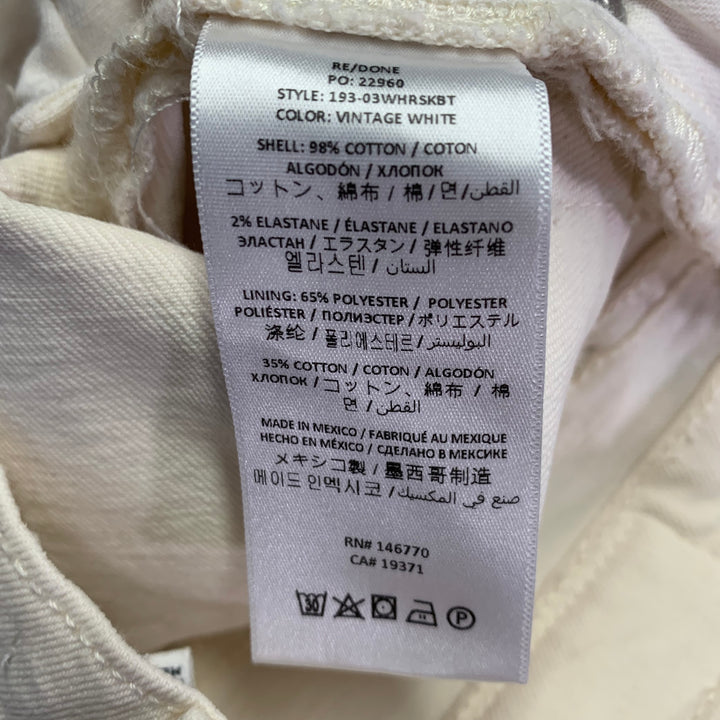 RE/DONE
PO: 22960
STYLE: 193-03WHRSKBT
COLOR: VINTAGE WHITE
SHELL: 98% COTTON / COTON
ALGODÓN / ХЛОПОК
コットン、綿布 / 棉 / 면 / القطن
2% ELASTANE / ÉLASTANE / ELASTANO
ЭЛАСТАН / エラスタン / 弹性纤维
엘라스텐 / الستان
LINING: 65% POLYESTER / POLYESTER
POLIÉSTER / ПОЛИЭСТЕР / ポリエステル
涤纶 / 폴리에스테르 / البوليستر
35% COTTON / COTON / ALGODÓN
ХЛОПОК / コットン、綿布 / 棉
면 / القطن
MADE IN MEXICO / FABRIQUÉ AU MEXIQUE
HECHO EN MÉXICO / СДЕЛАНО В МЕКСИКЕ
メキシコ製 / 墨西哥制造
메이드 인멕시코 / صنع في المكسيك
RN# 146770
CA# 19371
30 P